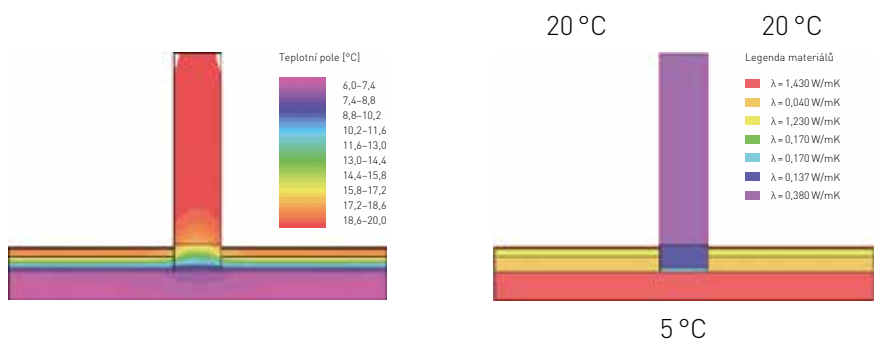 20 °C
20 °C
Teplotní pole [°C]
6,0–7,4
7,4–8,8
8,8–10,2
10,2–11,6
11,6–13,0
13,0–14,4
14,4–15,8
15,8–17,2
17,2–18,6
18,6–20,0
Legenda materiálů
λ = 1,430 W/mK
λ = 0,040 W/mK
λ = 1,230 W/mK
λ = 0,170 W/mK
λ = 0,170 W/mK
λ = 0,137 W/mK
λ = 0,380 W/mK
5 °C